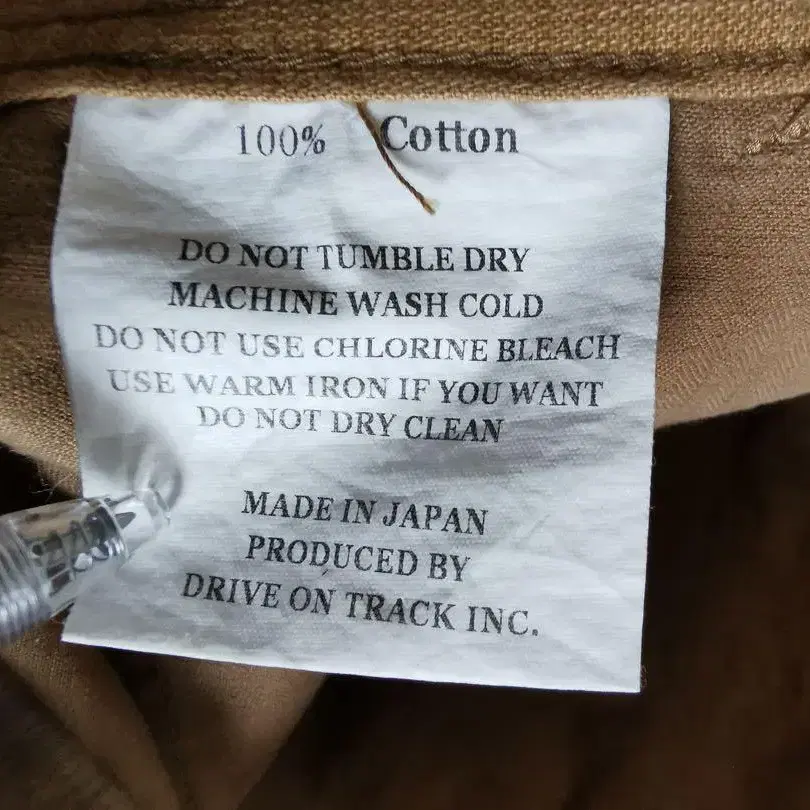 100% Cotton
DO NOT TUMBLE DRY
MACHINE WASH COLD
DO NOT USE CHLORINE BLEACH
USE WARM IRON IF YOU WANT
DO NOT DRY CLEAN
MADE IN JAPAN
PRODUCED BY
DRIVE ON TRACK INC.